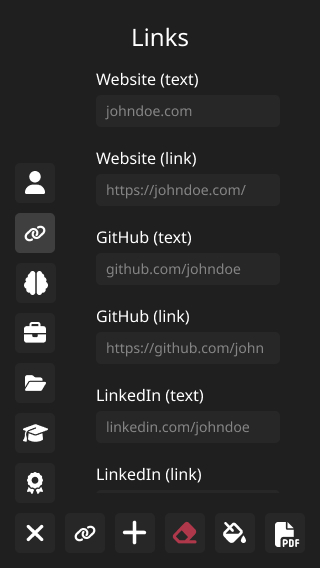 Links
Website (text)
johndoe.com
Website (link)
https://johndoe.com/
GitHub (text)
github.com/johndoe
GitHub (link)
https://github.com/john
LinkedIn (text)
linkedin.com/johndoe
LinkedIn (link)
PDF